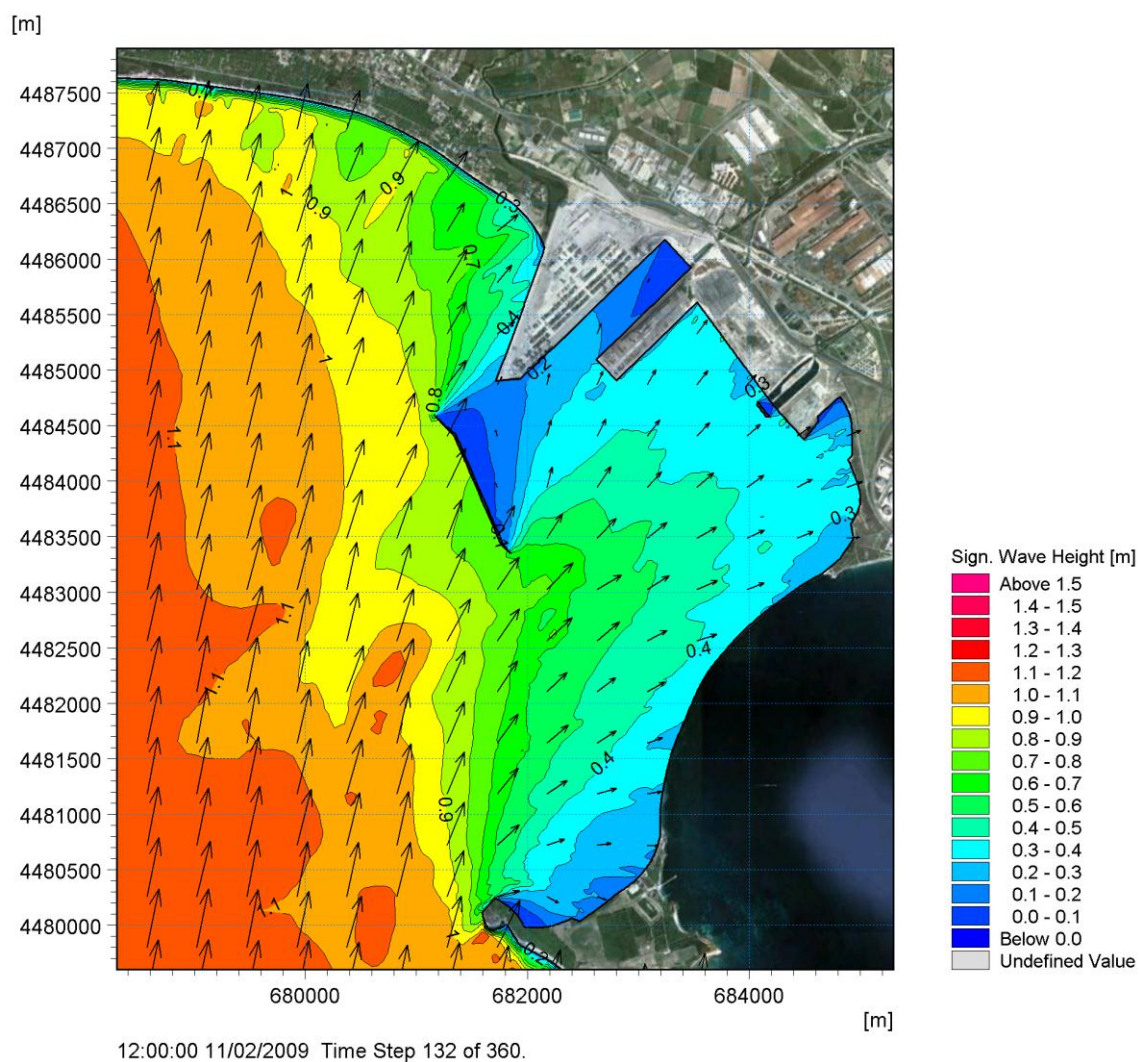 [m]
4487500
4487000
4486500
4486000
4485500
4485000
4484500
4484000
4483500
4483000
4482500
4482000
4481500
4481000
4480500
4480000
0.3
0.9
1
0.9
0.7
0.4
0.2
0.8
1
0.3
1.1
0.3
1.1
0.4
1.1
0.4
0.9
1.1
1
0.2
680000
682000
684000
[m]
Sign. Wave Height [m]
Above 1.5
1.4 - 1.5
1.3 - 1.4
1.2 - 1.3
1.1 - 1.2
1.0 - 1.1
0.9 - 1.0
0.8 - 0.9
0.7 - 0.8
0.6 - 0.7
0.5 - 0.6
0.4 - 0.5
0.3 - 0.4
0.2 - 0.3
0.1 - 0.2
0.0 - 0.1
Below 0.0
Undefined Value
12:00:00 11/02/2009 Time Step 132 of 360.